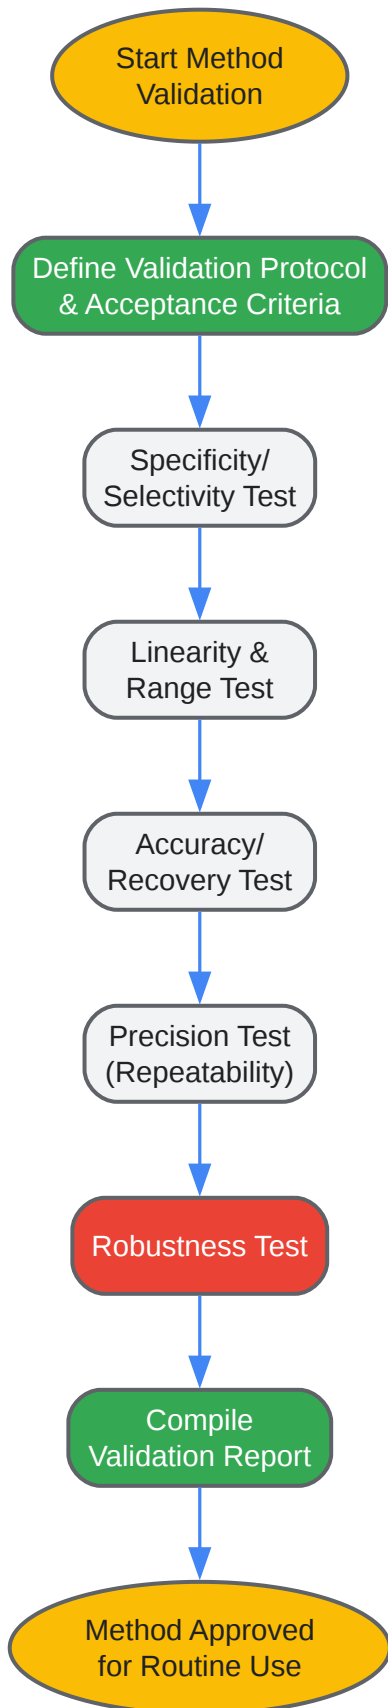 Start Method
Validation
Define Validation Protocol
& Acceptance Criteria
Specificity/
Selectivity Test
Linearity &
Range Test
Accuracy/
Recovery Test
Precision Test
(Repeatability)
Robustness Test
Compile
Validation Report
Method Approved
for Routine Use